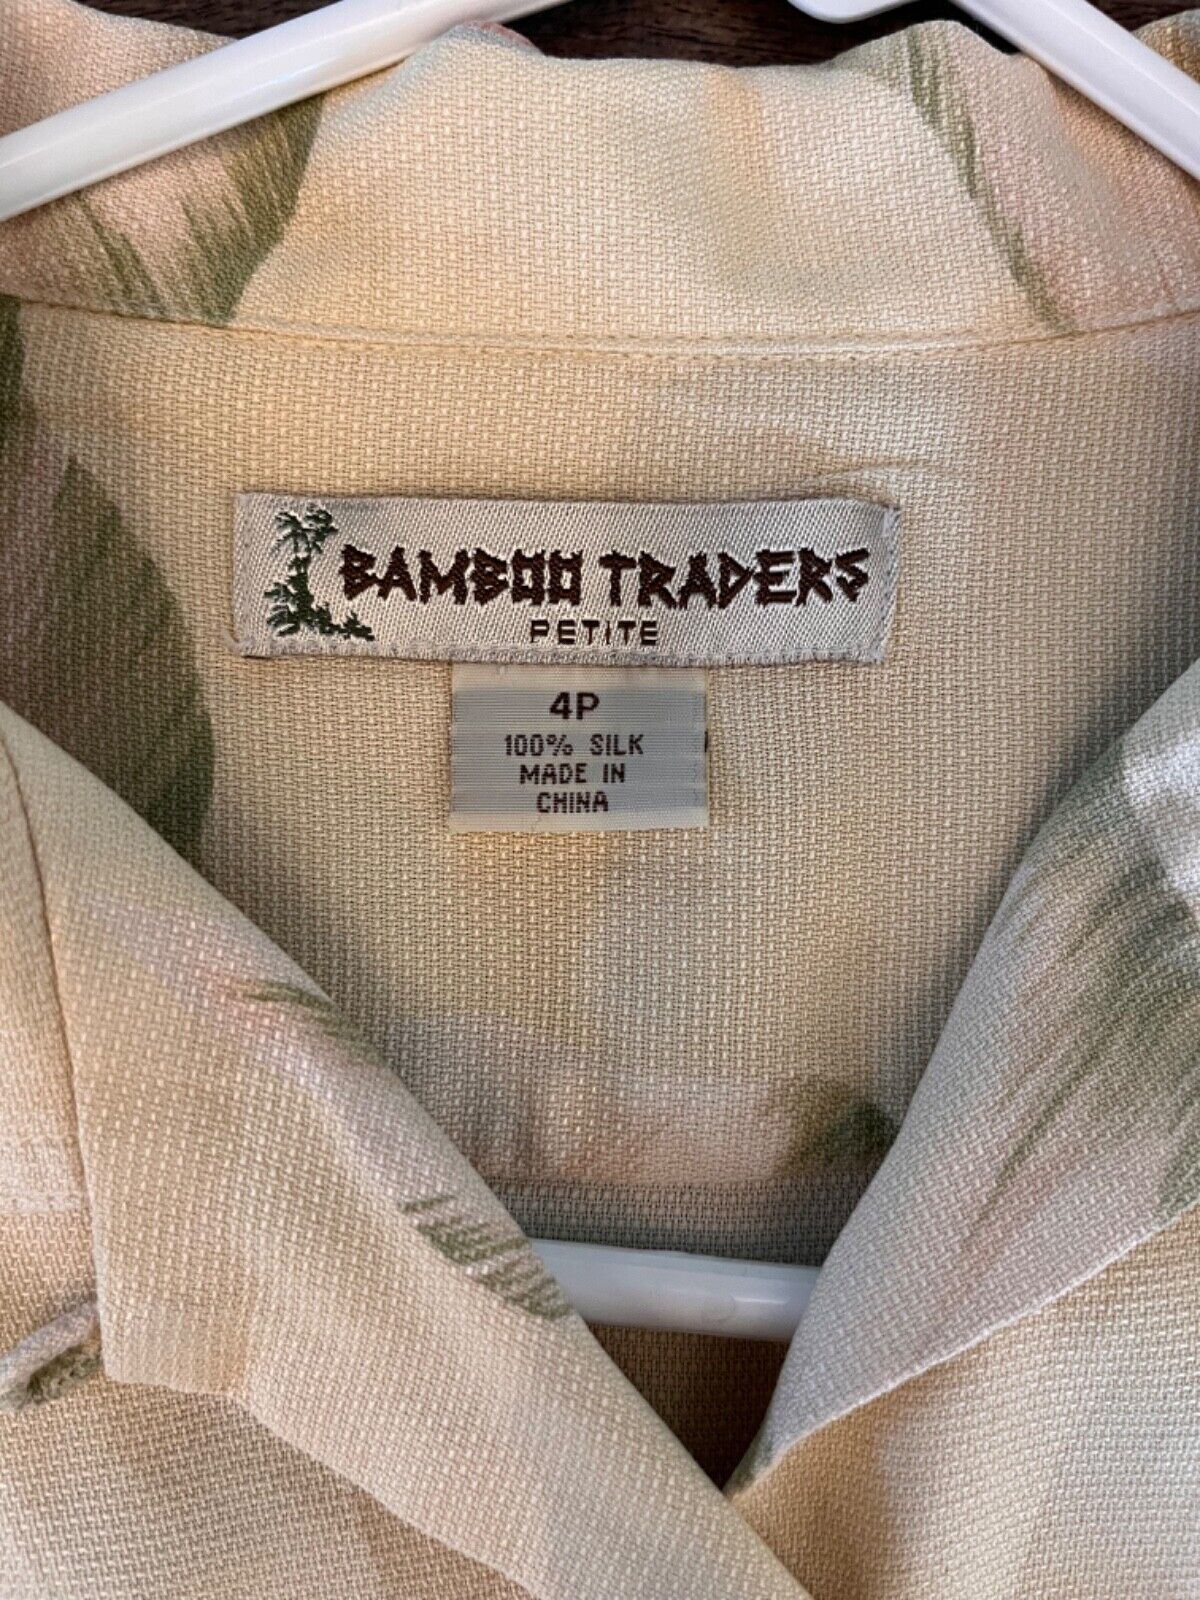 BAMBOO TRADERS
PETITE
4P
100% SILK
MADE IN
CHINA